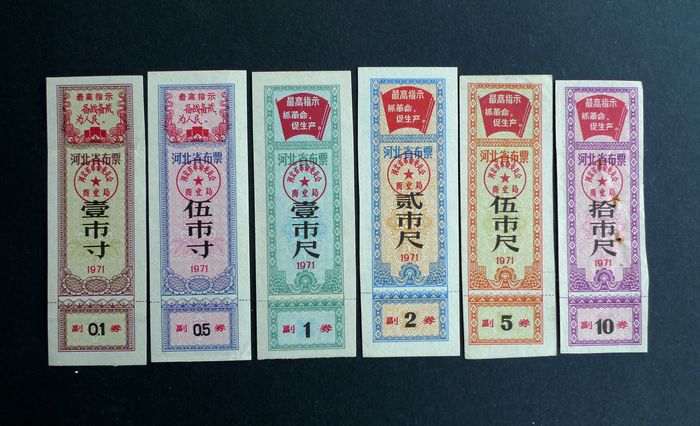 最高指示
备战备荒
为人民。
河北省布票
商业局
壹市寸
1971
副 0.1 券
最高指示
备战备荒
为人民。
河北省布票
商业局
伍市寸
1971
副 0.5 券
最高指示
抓革命，
促生产。
河北省布票
商业局
壹市尺
1971
副 1 券
最高指示
抓革命，
促生产。
河北省布票
商业局
贰市尺
1971
副 2 券
最高指示
抓革命，
促生产。
河北省布票
商业局
伍市尺
1971
副 5 券
最高指示
抓革命，
促生产。
河北省布票
商业局
拾市尺
1971
副 10 券